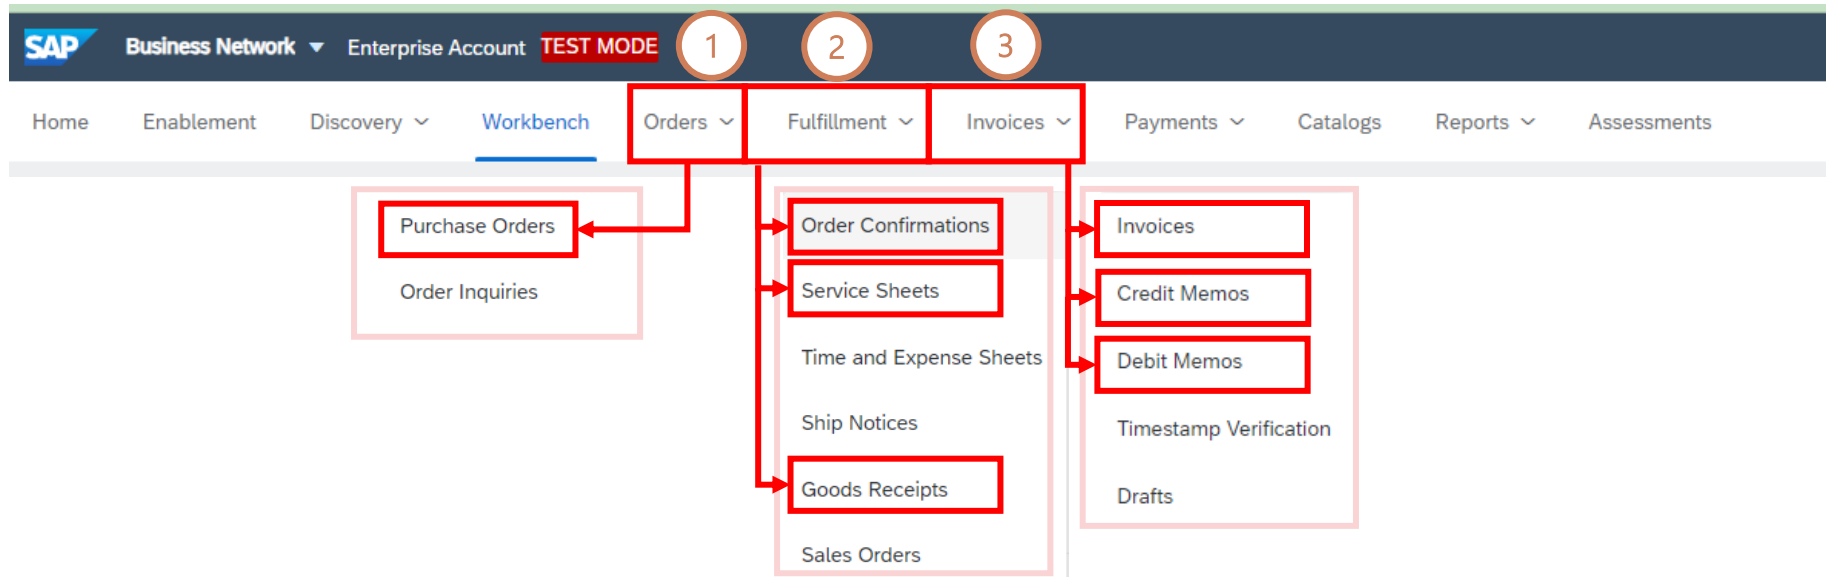 SAP Business Network Enterprise Account TEST MODE 1 2 3
Home Enablement Discovery Workbench Orders Fulfillment Invoices Payments Catalogs Reports Assessments
Purchase Orders
Order Inquiries
Order Confirmations
Service Sheets
Time and Expense Sheets
Ship Notices
Goods Receipts
Sales Orders
Invoices
Credit Memos
Debit Memos
Timestamp Verification
Drafts